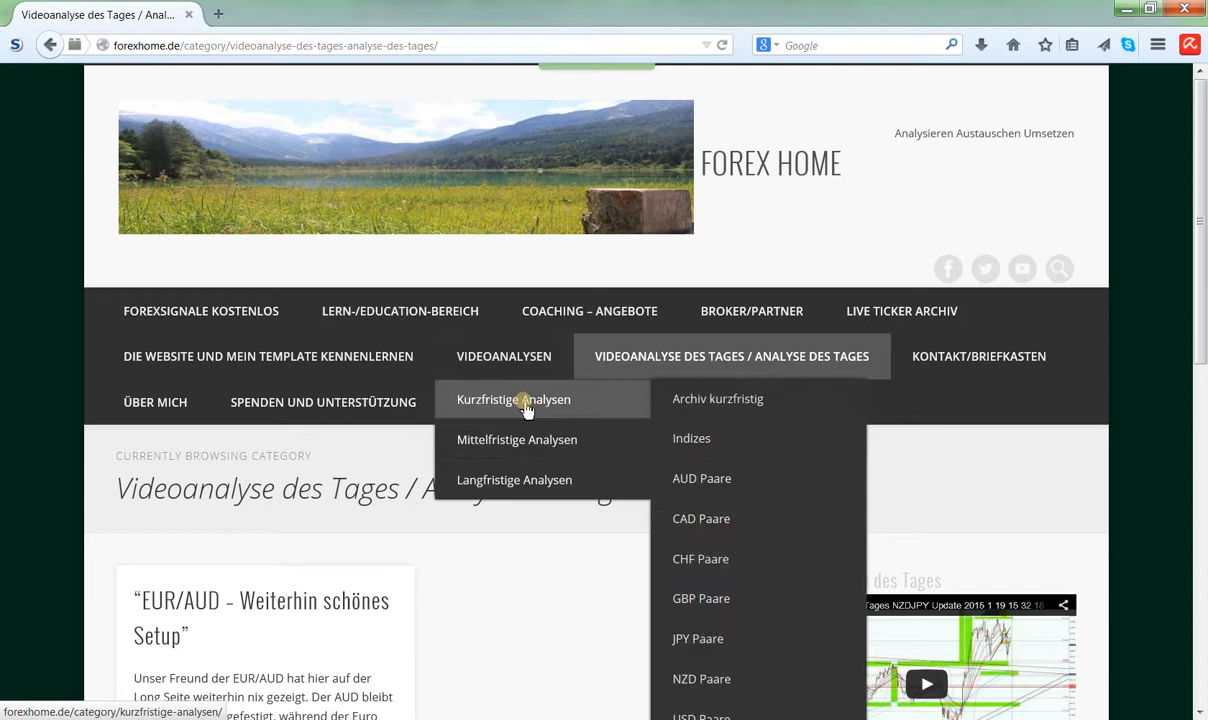 Videoanalyse des Tages / Anal...
forexhome.de/category/videoanalyse-des-tages-analyse-des-tages/
Google
Analysieren Austauschen Umsetzen
FOREX HOME
FOREXSIGNALE KOSTENLOS
LERN-/EDUCATION-BEREICH
COACHING – ANGEBOTE
BROKER/PARTNER
LIVE TICKER ARCHIV
DIE WEBSITE UND MEIN TEMPLATE KENNENLERNEN
VIDEOANALYSEN
VIDEOANALYSE DES TAGES / ANALYSE DES TAGES
KONTAKT/BRIEFKASTEN
ÜBER MICH
SPENDEN UND UNTERSTÜTZUNG
Kurzfristige Analysen
Mittelfristige Analysen
Langfristige Analysen
Archiv kurzfristig
Indizes
AUD Paare
CAD Paare
CHF Paare
GBP Paare
JPY Paare
NZD Paare
USD Paare
CURRENTLY BROWSING CATEGORY
Videoanalyse des Tages /
“EUR/AUD – Weiterhin schönes
Setup”
Unser Freund der EUR/AUD hat hier auf der
Long Seite weiterhin nix gezeigt. Der AUD bleibt
gefestigt, während der Euro
des Tages
Tages NZDJPY Update 2015 1 19 15 32 18
forexhome.de/category/kurzfristige-analysen/